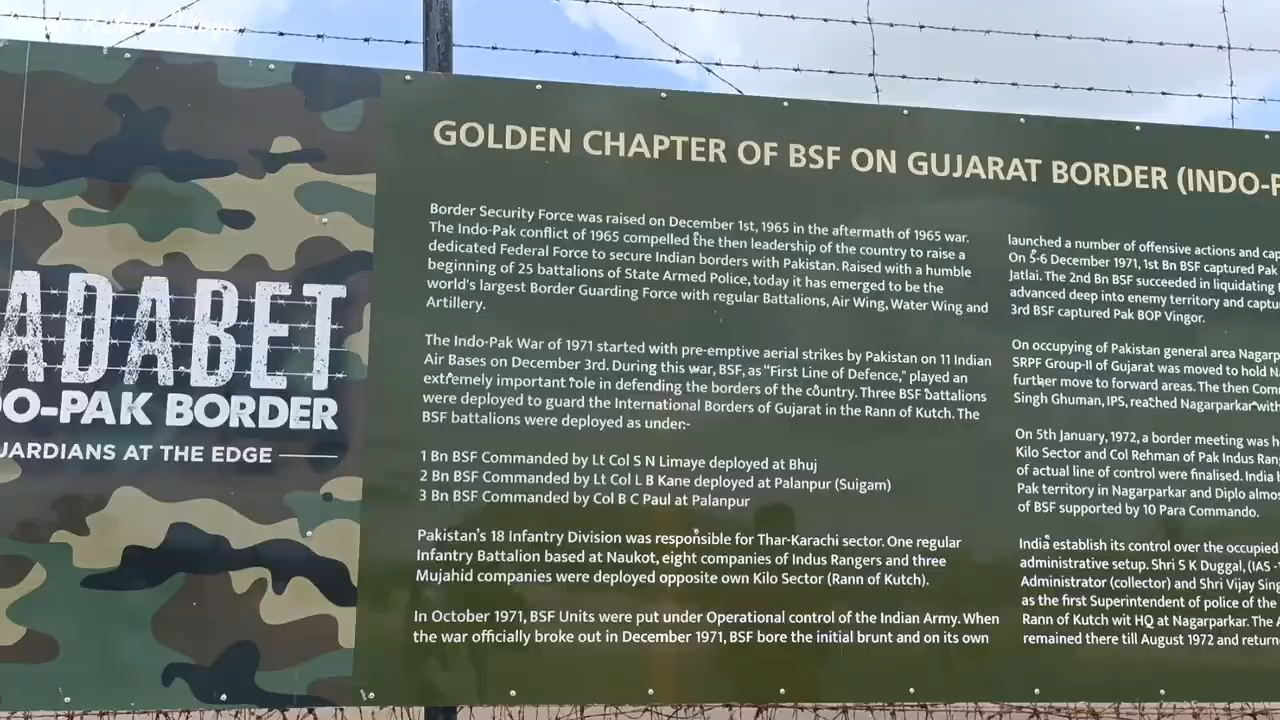 ADABET
O-PAK BORDER
UARDIANS AT THE EDGE
GOLDEN CHAPTER OF BSF ON GUJARAT BORDER (INDO-P
Border Security Force was raised on December 1st, 1965 in the aftermath of 1965 war.
The Indo-Pak conflict of 1965 compelled the then leadership of the country to raise a
dedicated Federal Force to secure Indian borders with Pakistan. Raised with a humble
beginning of 25 battalions of State Armed Police, today it has emerged to be the
world's largest Border Guarding Force with regular Battalions, Air Wing, Water Wing and
Artillery.
The Indo-Pak War of 1971 started with pre-emptive aerial strikes by Pakistan on 11 Indian
Air Bases on December 3rd. During this war, BSF, as "First Line of Defence," played an
extremely important role in defending the borders of the country. Three BSF battalions
were deployed to guard the International Borders of Gujarat in the Rann of Kutch. The
BSF battalions were deployed as under:-
1 Bn BSF Commanded by Lt Col S N Limaye deployed at Bhuj
2 Bn BSF Commanded by Lt Col L B Kane deployed at Palanpur (Suigam)
3 Bn BSF Commanded by Col B C Paul at Palanpur
Pakistan's 18 Infantry Division was responsible for Thar-Karachi sector. One regular
Infantry Battalion based at Naukot, eight companies of Indus Rangers and three
Mujahid companies were deployed opposite own Kilo Sector (Rann of Kutch).
In October 1971, BSF Units were put under Operational control of the Indian Army. When
the war officially broke out in December 1971, BSF bore the initial brunt and on its own
launched a number of offensive actions and cap
On 5-6 December 1971, 1st Bn BSF captured Pak
Jatlai. The 2nd Bn BSF succeeded in liquidating
advanced deep into enemy territory and captu
3rd BSF captured Pak BOP Vingor.
On occupying of Pakistan general area Nagarp
SRPF Group-II of Gujarat was moved to hold N
further move to forward areas. The then Com
Singh Ghuman, IPS, reached Nagarparkar with
On 5th January, 1972, a border meeting was h
Kilo Sector and Col Rehman of Pak Indus Ran
of actual line of control were finalised. India
Pak territory in Nagarparkar and Diplo almos
of BSF supported by 10 Para Commando.
India establish its control over the occupied
administrative setup. Shri S K Duggal, (IAS -
Administrator (collector) and Shri Vijay Sing
as the first Superintendent of police of the
Rann of Kutch wit HQ at Nagarparkar. The A
remained there till August 1972 and return